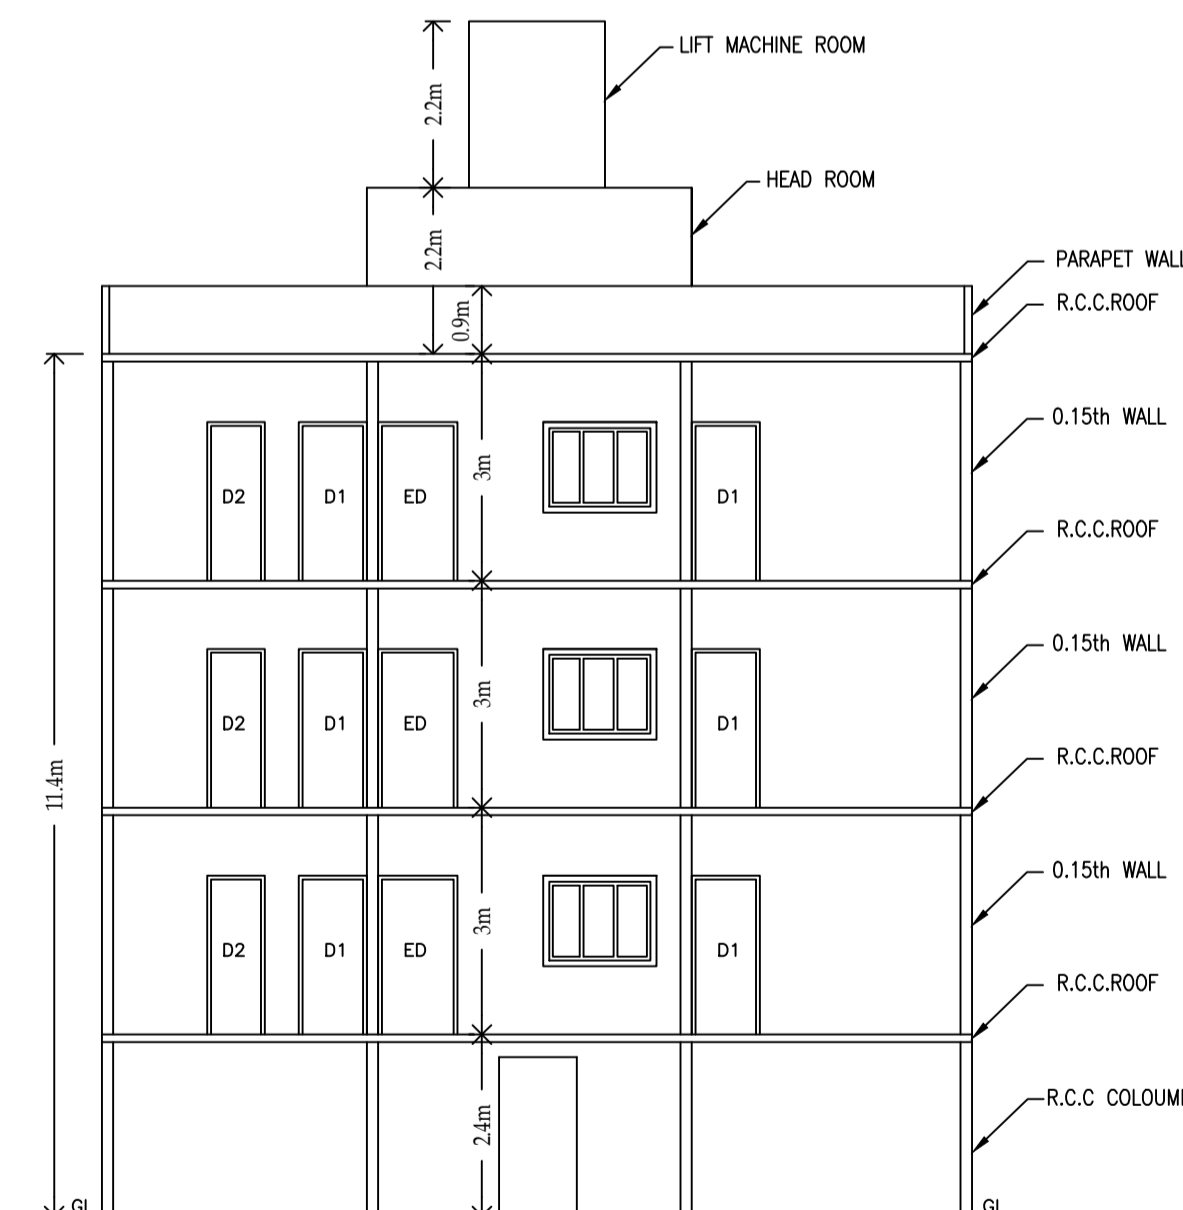 LIFT MACHINE ROOM
2.2m
HEAD ROOM
2.2m
PARAPET WALL
R.C.C.ROOF
0.9m
0.15th WALL
3m
D2 D1 ED D1
R.C.C.ROOF
0.15th WALL
3m
D2 D1 ED D1
R.C.C.ROOF
11.4m
0.15th WALL
3m
D2 D1 ED D1
R.C.C.ROOF
R.C.C COLOUM
2.4m
GL GL